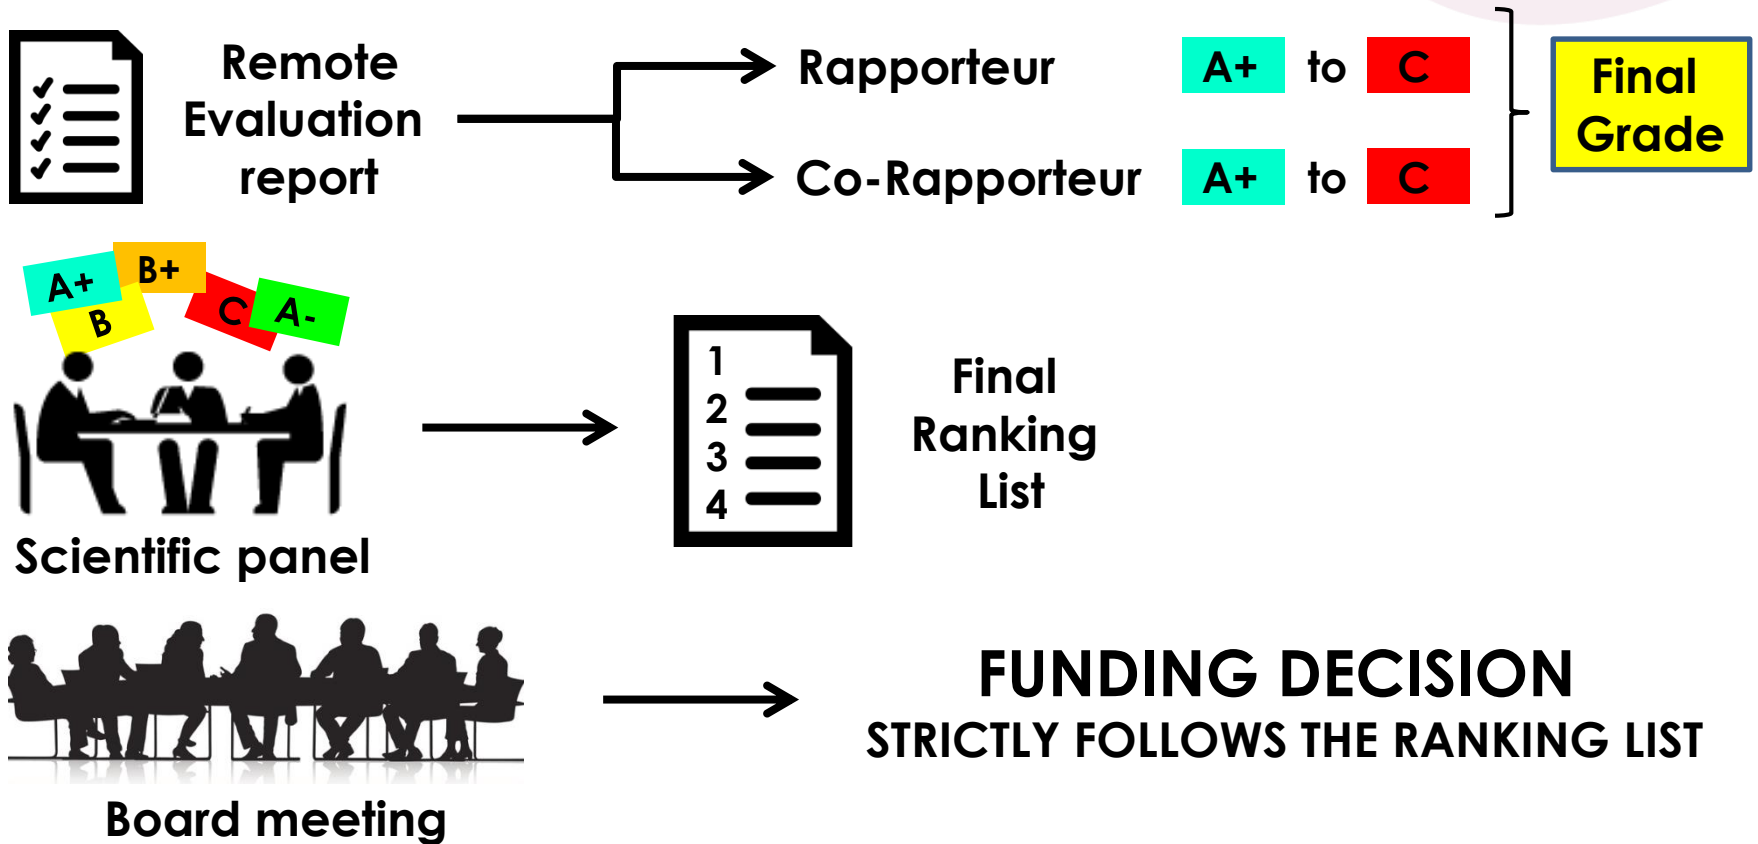 Remote
Evaluation
report
Rapporteur A+ to C
Co-Rapporteur A+ to C
Final
Grade
A+ B+
B C A-
Scientific panel
1
2
3
4
Final
Ranking
List
Board meeting
FUNDING DECISION
STRICTLY FOLLOWS THE RANKING LIST